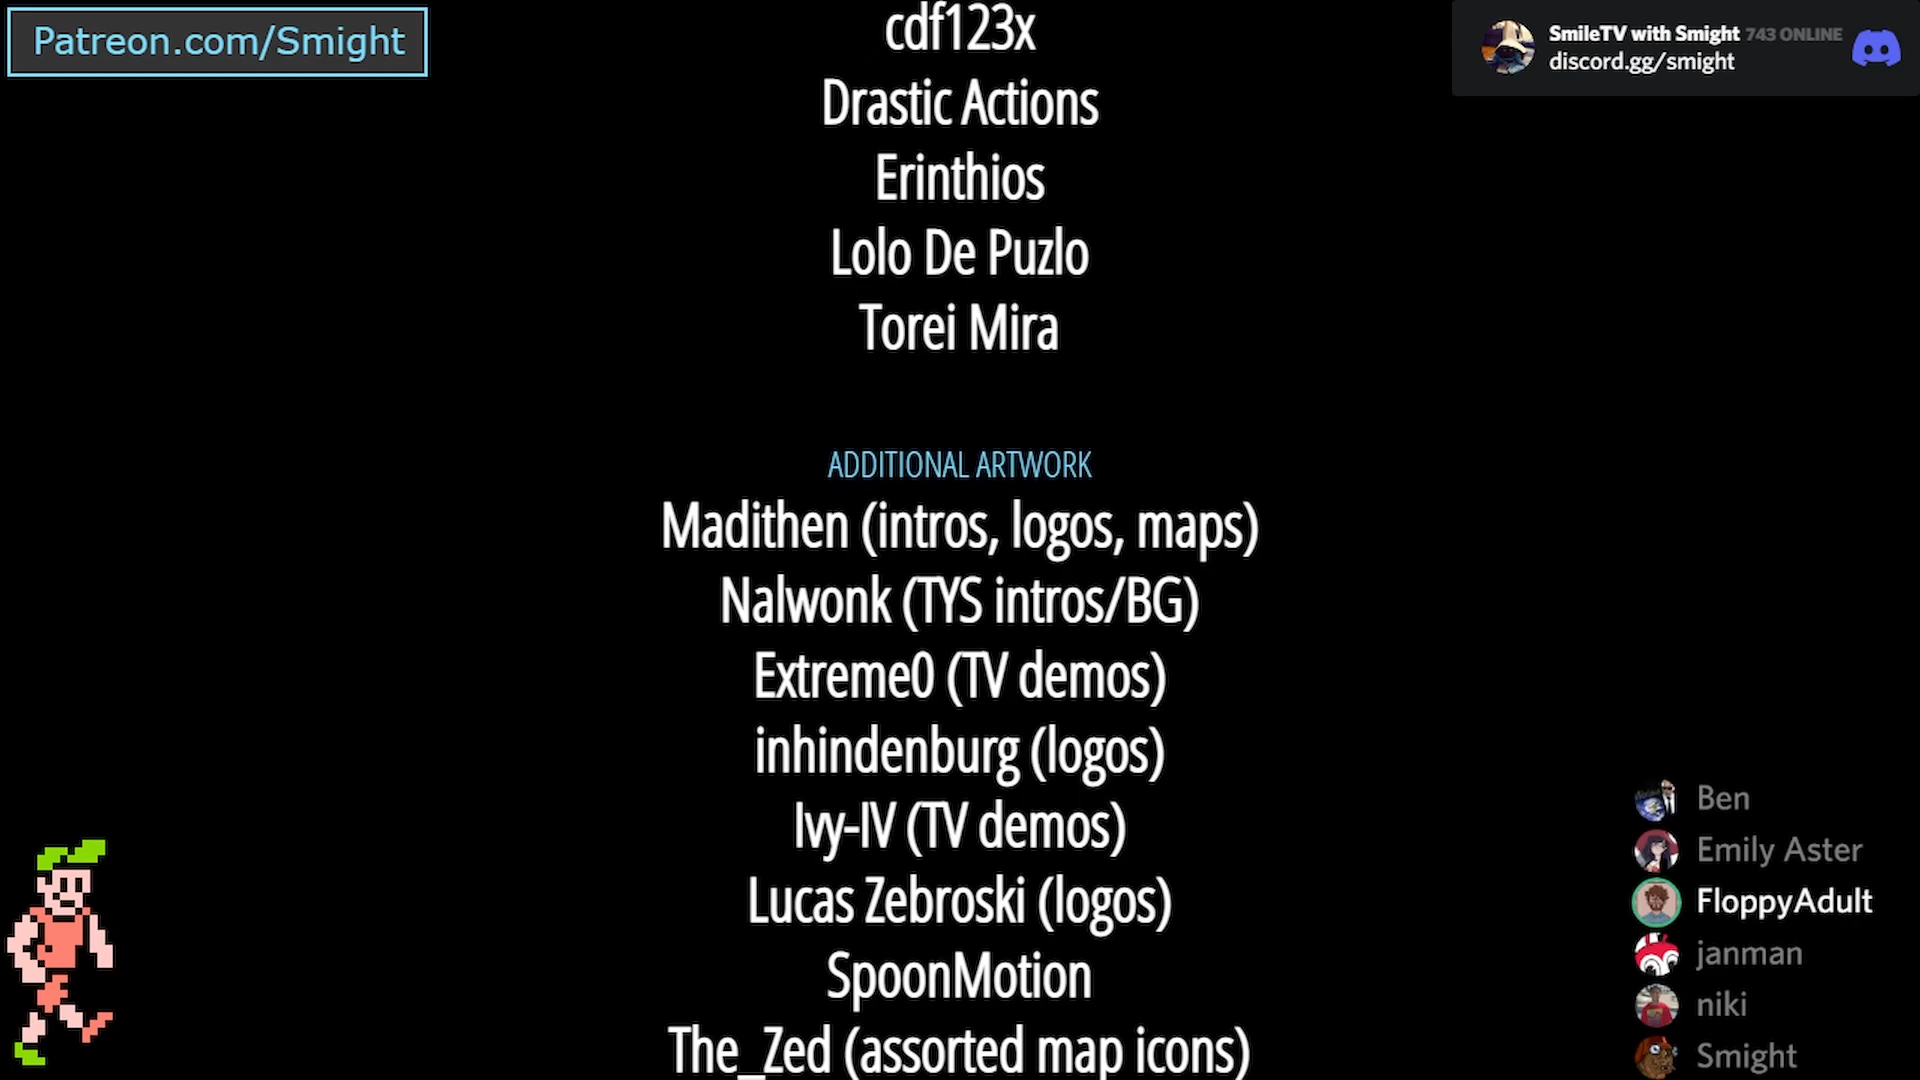 Patreon.com/Smight
SmileTV with Smight 743 ONLINE
discord.gg/smight
cdf123x
Drastic Actions
Erinthios
Lolo De Puzlo
Torei Mira
ADDITIONAL ARTWORK
Madithen (intros, logos, maps)
Nalwonk (TYS intros/BG)
Extreme0 (TV demos)
inhindenburg (logos)
Ivy-IV (TV demos)
Lucas Zebroski (logos)
SpoonMotion
The_Zed (assorted map icons)
Ben
Emily Aster
FloppyAdult
janman
niki
Smight